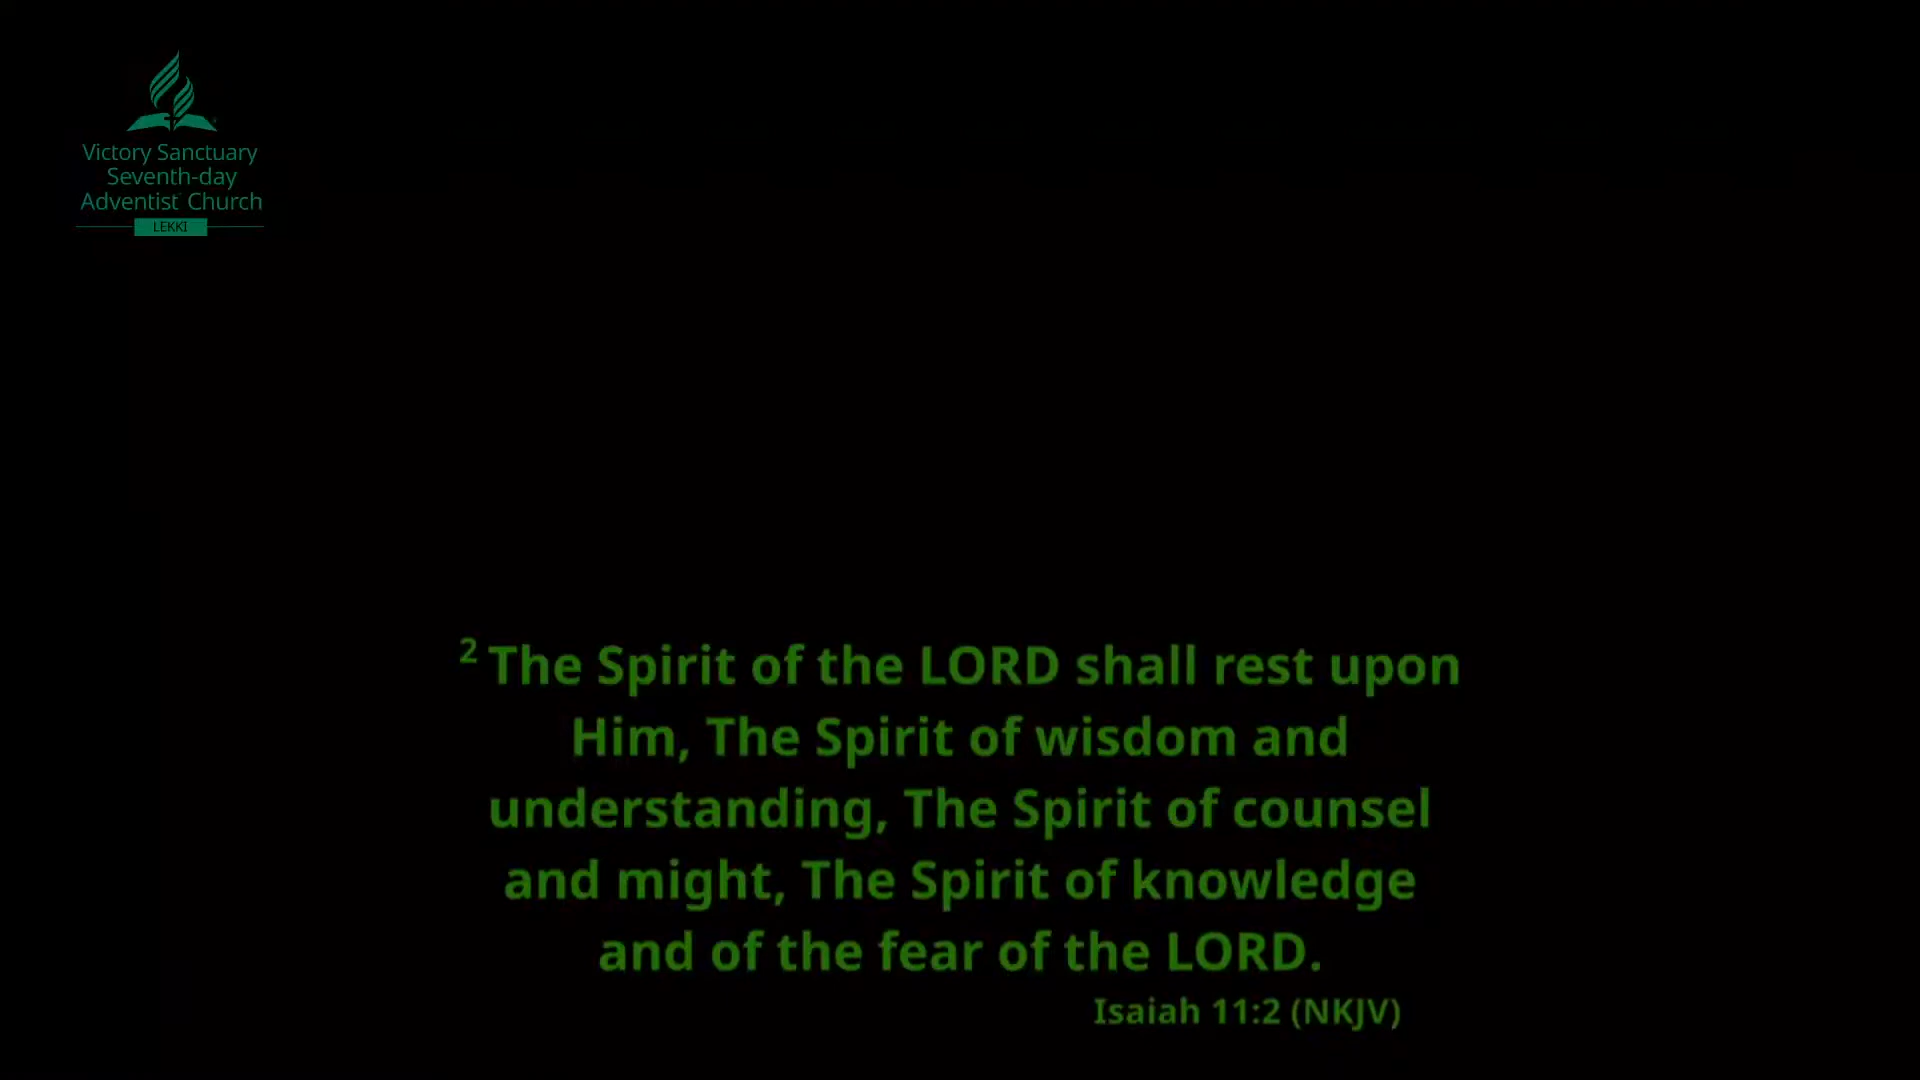 Victory Sanctuary
Seventh-day
Adventist Church
LEKKI
2 The Spirit of the LORD shall rest upon
Him, The Spirit of wisdom and
understanding, The Spirit of counsel
and might, The Spirit of knowledge
and of the fear of the LORD.
Isaiah 11:2 (NKJV)